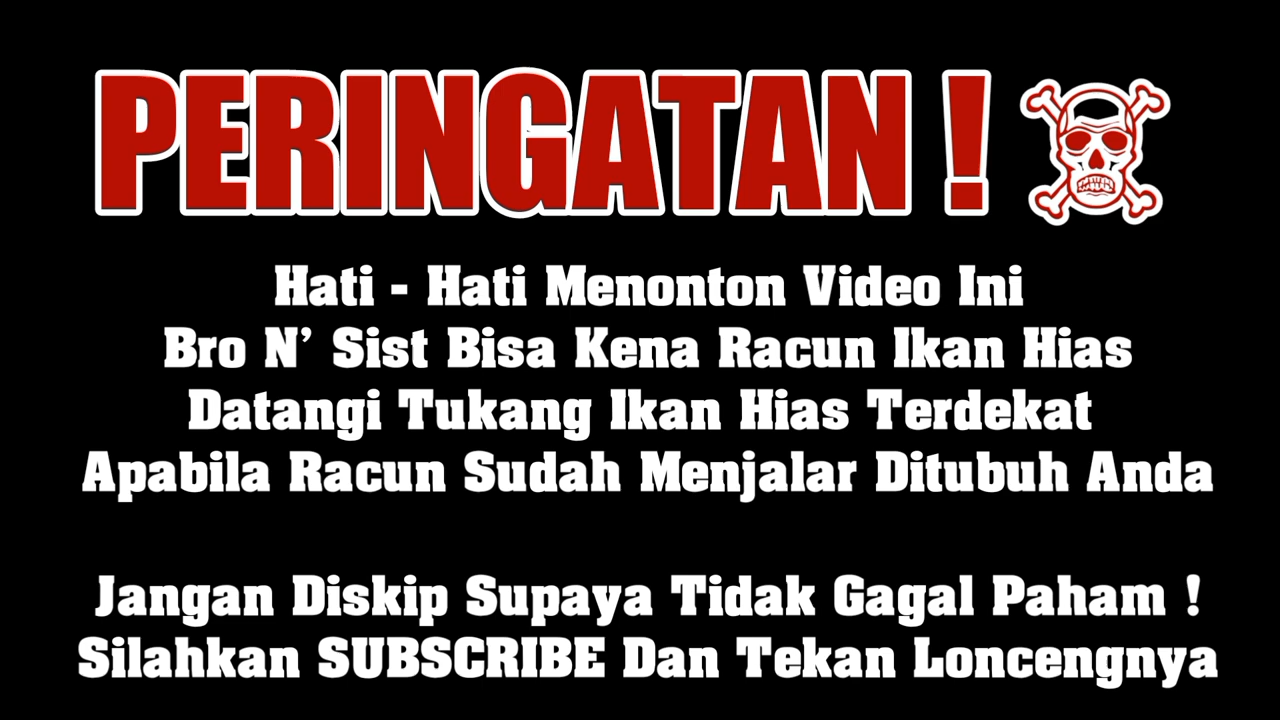 PERINGATAN !
Hati - Hati Menonton Video Ini
Bro N’ Sist Bisa Kena Racun Ikan Hias
Datangi Tukang Ikan Hias Terdekat
Apabila Racun Sudah Menjalar Ditubuh Anda
Jangan Diskip Supaya Tidak Gagal Paham !
Silahkan SUBSCRIBE Dan Tekan Loncengnya